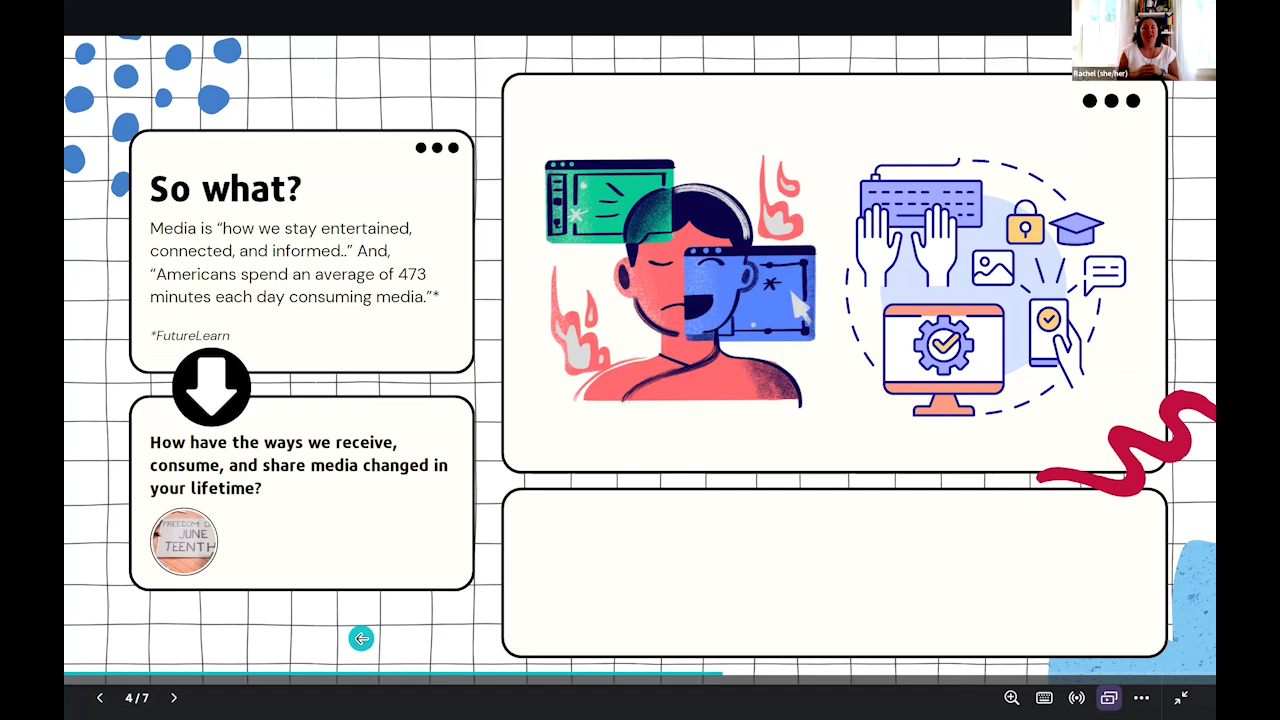 Rachel (she/her)
So what?
Media is “how we stay entertained,
connected, and informed..” And,
“Americans spend an average of 473
minutes each day consuming media.”*
*FutureLearn
How have the ways we receive,
consume, and share media changed in
your lifetime?
FREEDOM D
JUNE
TEENTH
4/7